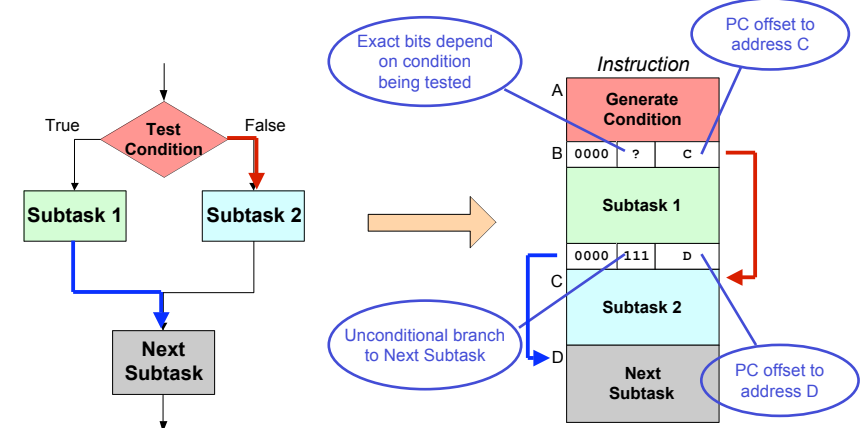 True
Test
Condition
False
Subtask 1
Subtask 2
Next
Subtask
Exact bits depend
on condition
being tested
PC offset to
address C
Instruction
A
Generate
Condition
B
0000 ? C
Subtask 1
0000 111 D
C
Subtask 2
Unconditional branch
to Next Subtask
D
Next
Subtask
PC offset to
address D